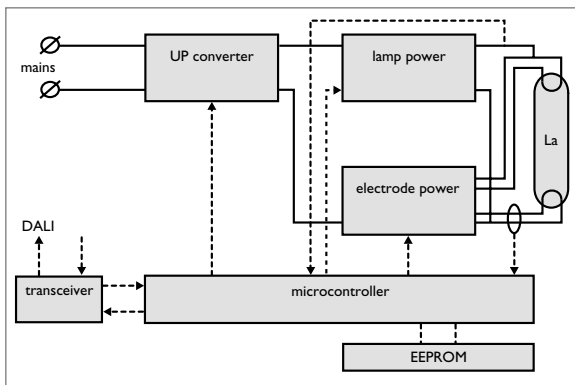 UP converter
lamp power
mains
La
electrode power
DALI
transceiver
microcontroller
EEPROM